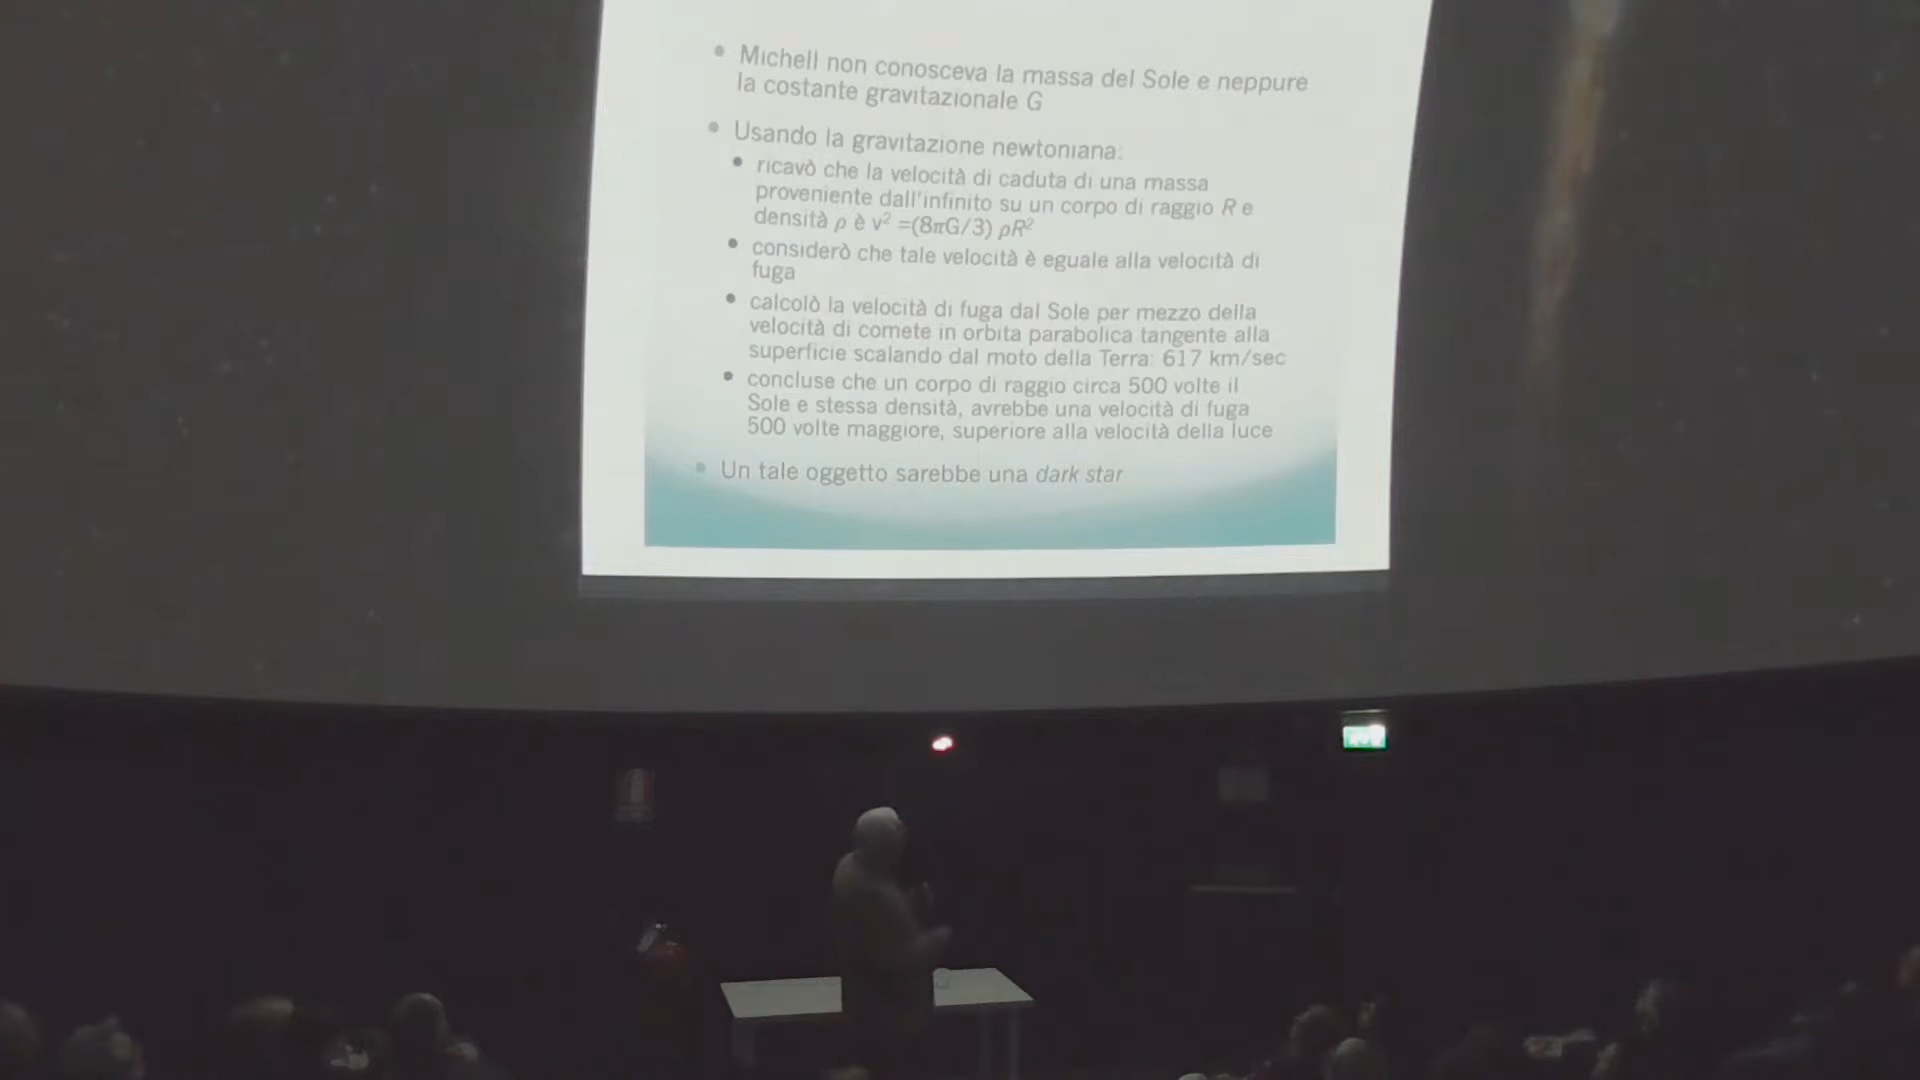 Michell non conosceva la massa del Sole e neppure
la costante gravitazionale G
Usando la gravitazione newtoniana:
ricavò che la velocità di caduta di una massa
proveniente dall'infinito su un corpo di raggio R e
densità ρ è v² =(8πG/3) ρR²
considerò che tale velocità è eguale alla velocità di
fuga
calcolò la velocità di fuga dal Sole per mezzo della
velocità di comete in orbita parabolica tangente alla
superficie scalando dal moto della Terra: 617 km/sec
concluse che un corpo di raggio circa 500 volte il
Sole e stessa densità, avrebbe una velocità di fuga
500 volte maggiore, superiore alla velocità della luce
Un tale oggetto sarebbe una dark star